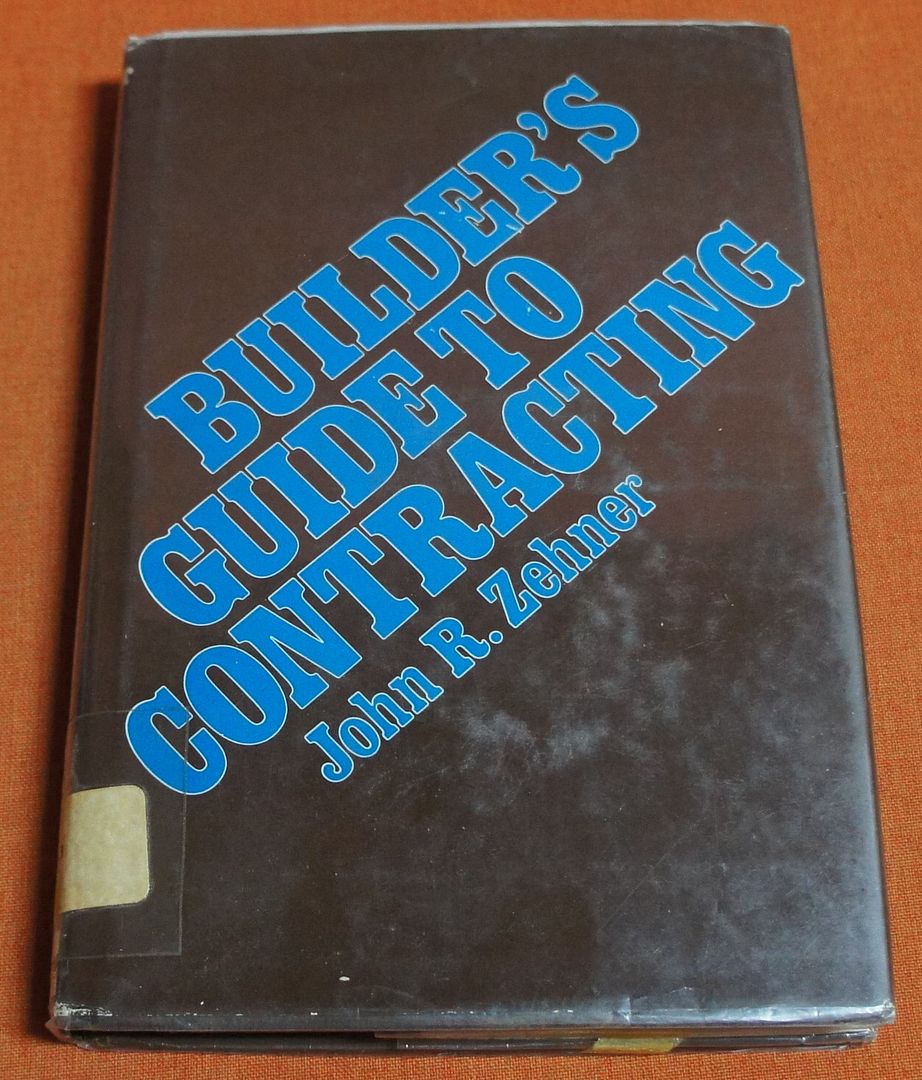 BUILDER'S
GUIDE TO
CONTRACTING
John R. Zehner